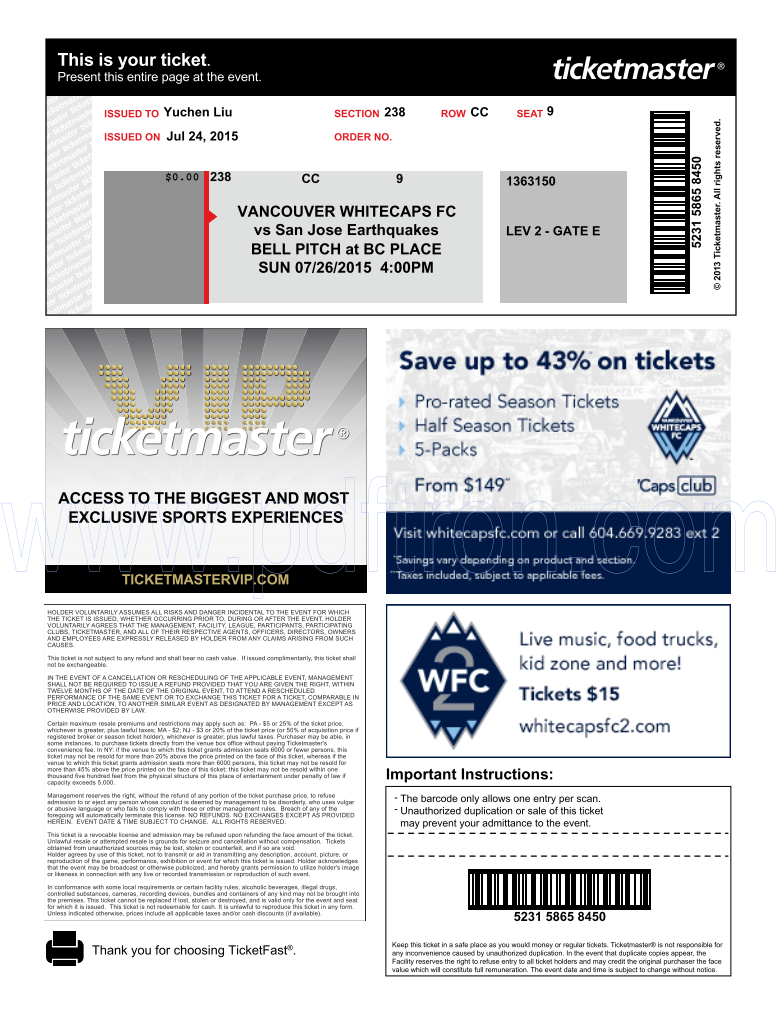 This is your ticket.
Present this entire page at the event.
ticketmaster®
ISSUED TO Yuchen Liu
SECTION 238 ROW CC SEAT 9
ISSUED ON Jul 24, 2015
ORDER NO.
$0.00 238 CC 9
VANCOUVER WHITECAPS FC
vs San Jose Earthquakes
BELL PITCH at BC PLACE
SUN 07/26/2015 4:00PM
1363150
LEV 2 - GATE E
5231 5865 8450
© 2013 Ticketmaster. All rights reserved.
VIP
ticketmaster®
ACCESS TO THE BIGGEST AND MOST
EXCLUSIVE SPORTS EXPERIENCES
TICKETMASTERVIP.COM
Save up to 43%* on tickets
Pro-rated Season Tickets
Half Season Tickets
5-Packs
From $149**
VANCOUVER
WHITECAPS
FC
'Caps club
Visit whitecapsfc.com or call 604.669.9283 ext 2
*Savings vary depending on product and section.
**Taxes included, subject to applicable fees.
www.pdftron.com
HOLDER VOLUNTARILY ASSUMES ALL RISKS AND DANGER INCIDENTAL TO THE EVENT FOR WHICH
THE TICKET IS ISSUED, WHETHER OCCURRING PRIOR TO, DURING OR AFTER THE EVENT. HOLDER
VOLUNTARILY AGREES THAT THE MANAGEMENT, FACILITY, LEAGUE, PARTICIPANTS, PARTICIPATING
CLUBS, TICKETMASTER, AND ALL OF THEIR RESPECTIVE AGENTS, OFFICERS, DIRECTORS, OWNERS
AND EMPLOYEES ARE EXPRESSLY RELEASED BY HOLDER FROM ANY CLAIMS ARISING FROM SUCH
CAUSES.
This ticket is not subject to any refund and shall bear no cash value. If issued complimentarily, this ticket shall
not be exchangeable.
IN THE EVENT OF A CANCELLATION OR RESCHEDULING OF THE APPLICABLE EVENT, MANAGEMENT
SHALL NOT BE REQUIRED TO ISSUE A REFUND PROVIDED THAT YOU ARE GIVEN THE RIGHT, WITHIN
TWELVE MONTHS OF THE DATE OF THE ORIGINAL EVENT, TO ATTEND A RESCHEDULED
PERFORMANCE OF THE SAME EVENT OR TO EXCHANGE THIS TICKET FOR A TICKET, COMPARABLE IN
PRICE AND LOCATION, TO ANOTHER SIMILAR EVENT AS DESIGNATED BY MANAGEMENT EXCEPT AS
OTHERWISE PROVIDED BY LAW.
Certain maximum resale premiums and restrictions may apply such as: PA - $5 or 25% of the ticket price,
whichever is greater, plus lawful taxes; MA - $2; NJ - $3 or 20% of the ticket price (or 50% of acquisition price if
registered broker or season ticket holder), whichever is greater, plus lawful taxes. Purchaser may be able, in
some instances, to purchase tickets directly from the venue box office without paying Ticketmaster's
convenience fee. In NY: if the venue to which this ticket grants admission seats 6000 or fewer persons, this
ticket may not be resold for more than 20% above the price printed on the face of this ticket, whereas if the
venue to which this ticket grants admission seats more than 6000 persons, this ticket may not be resold for
more than 45% above the price printed on the face of this ticket; this ticket may not be resold within one
thousand five hundred feet from the physical structure of this place of entertainment under penalty of law if
capacity exceeds 5,000.
Management reserves the right, without the refund of any portion of the ticket purchase price, to refuse
admission to or eject any person whose conduct is deemed by management to be disorderly, who uses vulgar
or abusive language or who fails to comply with these or other management rules. Breach of any of the
foregoing will automatically terminate this license. NO REFUNDS. NO EXCHANGES EXCEPT AS PROVIDED
HEREIN. EVENT DATE & TIME SUBJECT TO CHANGE. ALL RIGHTS RESERVED.
This ticket is a revocable license and admission may be refused upon refunding the face amount of the ticket.
Unlawful resale or attempted resale is grounds for seizure and cancellation without compensation. Tickets
obtained from unauthorized sources may be lost, stolen or counterfeit, and if so are void.
Holder agrees by use of this ticket, not to transmit or aid in transmitting any description, account, picture, or
reproduction of the game, performance, exhibition or event for which this ticket is issued. Holder acknowledges
that the event may be broadcast or otherwise publicized, and hereby grants permission to utilize holder's image
or likeness in connection with any live or recorded transmission or reproduction of such event.
In conformance with some local requirements or certain facility rules, alcoholic beverages, illegal drugs,
controlled substances, cameras, recording devices, bundles and containers of any kind may not be brought into
the premises. This ticket cannot be replaced if lost, stolen or destroyed, and is valid only for the event and seat
for which it is issued. This ticket is not redeemable for cash. It is unlawful to reproduce this ticket in any form.
Unless indicated otherwise, prices include all applicable taxes and/or cash discounts (if available).
2
WFC
Live music, food trucks,
kid zone and more!
Tickets $15
whitecapsfc2.com
Important Instructions:
- The barcode only allows one entry per scan.
- Unauthorized duplication or sale of this ticket
may prevent your admittance to the event.
5231 5865 8450
Keep this ticket in a safe place as you would money or regular tickets. Ticketmaster® is not responsible for
any inconvenience caused by unauthorized duplication. In the event that duplicate copies appear, the
Facility reserves the right to refuse entry to all ticket holders and may credit the original purchaser the face
value which will constitute full remuneration. The event date and time is subject to change without notice.
Thank you for choosing TicketFast®.